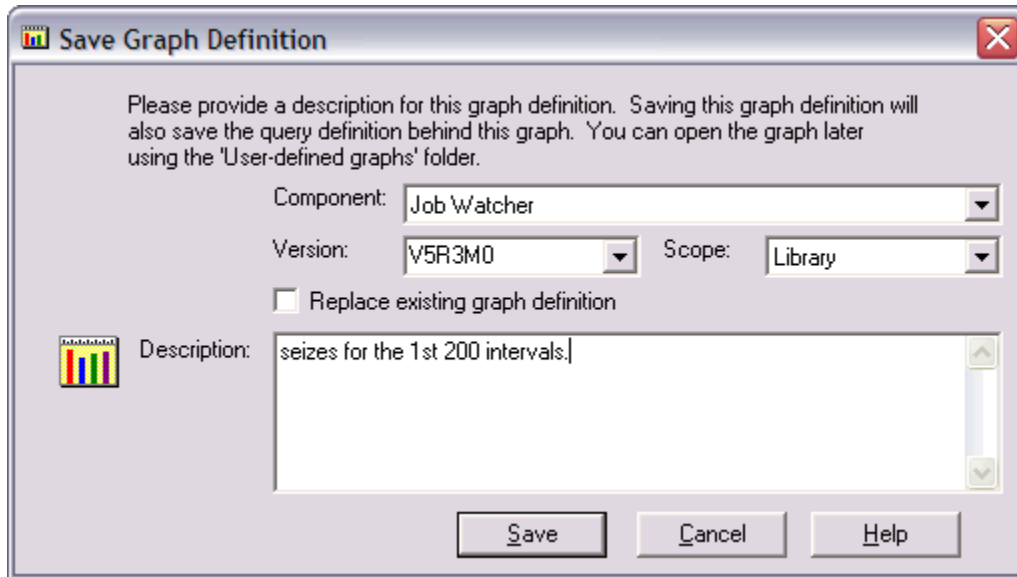 Save Graph Definition
Please provide a description for this graph definition. Saving this graph definition will
also save the query definition behind this graph. You can open the graph later
using the 'User-defined graphs' folder.
Component: Job Watcher
Version: V5R3M0 Scope: Library
Replace existing graph definition
Description: seizes for the 1st 200 intervals.
Save Cancel Help